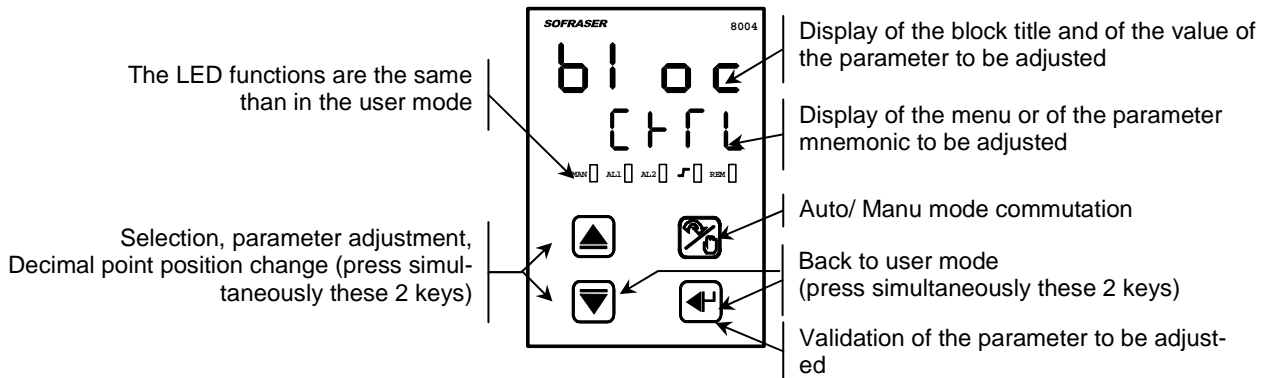 SOFRASER 8004
b1 oc
CtrL
MAN AL1 AL2 REM
The LED functions are the same
than in the user mode
Selection, parameter adjustment,
Decimal point position change (press simul-
taneously these 2 keys)
Display of the block title and of the value of
the parameter to be adjusted
Display of the menu or of the parameter
mnemonic to be adjusted
Auto/ Manu mode commutation
Back to user mode
(press simultaneously these 2 keys)
Validation of the parameter to be adjust-
ed